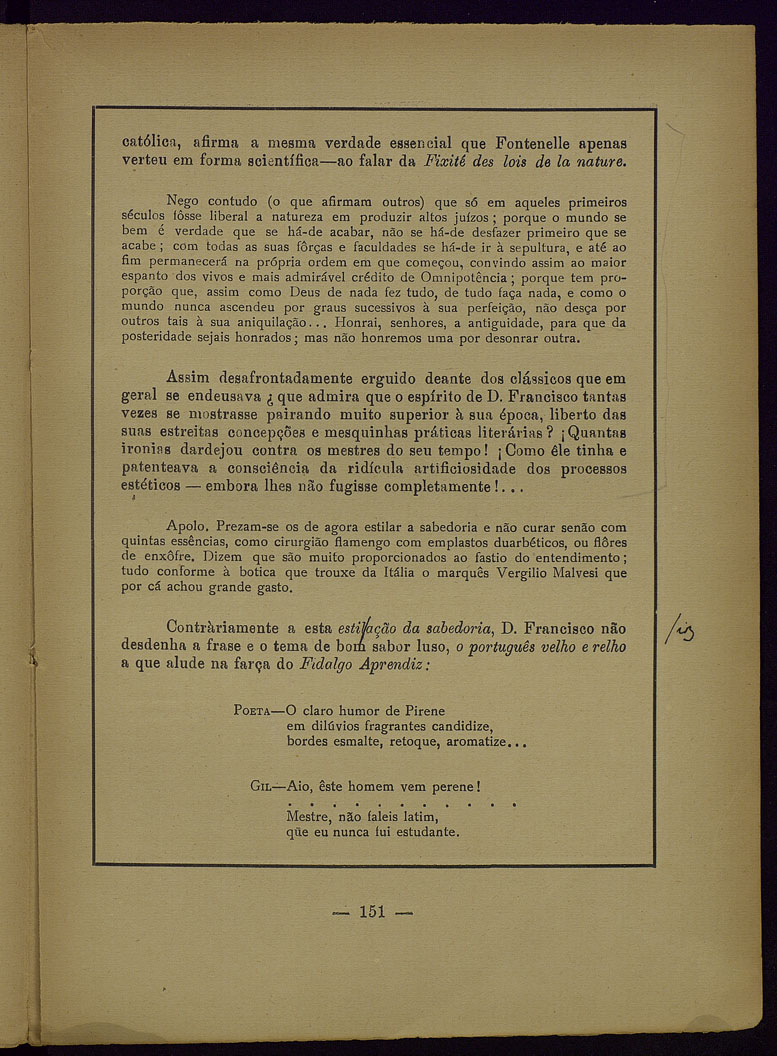 católica, afirma a mesma verdade essencial que Fontenelle apenas
verteu em forma scientífica—ao falar da Fixité des lois de la nature.
Nego contudo (o que afirmam outros) que só em aqueles primeiros
séculos fôsse liberal a natureza em produzir altos juízos; porque o mundo se
bem é verdade que se há-de acabar, não se há-de desfazer primeiro que se
acabe; com todas as suas fôrças e faculdades se há-de ir à sepultura, e até ao
fim permanecerá na própria ordem em que começou, convindo assim ao maior
espanto dos vivos e mais admirável crédito de Omnipotência; porque tem pro-
porção que, assim como Deus de nada fez tudo, de tudo faça nada, e como o
mundo nunca ascendeu por graus sucessivos à sua perfeição, não desça por
outros tais à sua aniquilação... Honrai, senhores, a antiguidade, para que da
posteridade sejais honrados; mas não honremos uma por desonrar outra.
Assim desafrontadamente erguido deante dos clássicos que em
geral se endeusava ¿ que admira que o espírito de D. Francisco tantas
vezes se mostrasse pairando muito superior à sua época, liberto das
suas estreitas concepções e mesquinhas práticas literárias? ¡Quantas
ironias dardejou contra os mestres do seu tempo! ¡Como êle tinha e
patenteava a consciência da ridícula artificiosidade dos processos
estéticos — embora lhes não fugisse completamente!...
Apolo. Prezam-se os de agora estilar a sabedoria e não curar senão com
quintas essências, como cirurgião flamengo com emplastos duarbéticos, ou flôres
de enxôfre. Dizem que são muito proporcionados ao fastio do entendimento;
tudo conforme à botica que trouxe da Itália o marquês Vergilio Malvesi que
por cá achou grande gasto.
Contràriamente a esta estilação da sabedoria, D. Francisco não
desdenha a frase e o tema de bom sabor luso, o português velho e relho
a que alude na farça do Fidalgo Aprendiz:
POETA—O claro humor de Pirene
em dilúvios fragrantes candidize,
bordes esmalte, retoque, aromatize...
GIL—Aio, êste homem vem perene!
. . . . . . . . . . .
Mestre, não faleis latim,
qũe eu nunca fui estudante.
— 151 —